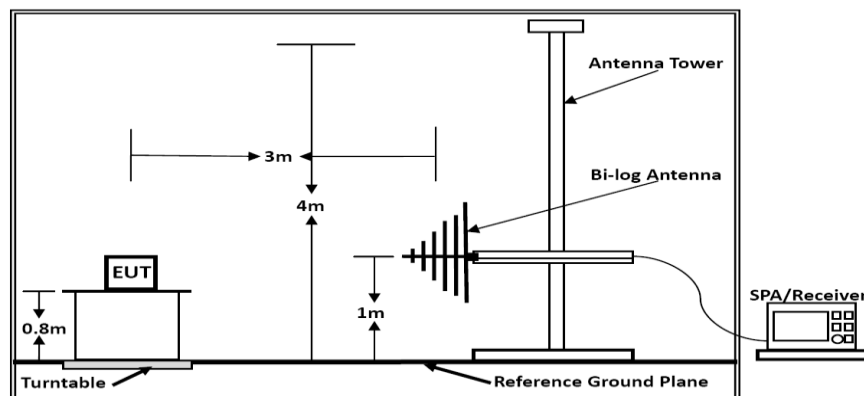 Antenna Tower
3m
Bi-log Antenna
4m
EUT
SPA/Receiver
0.8m
1m
Turntable
Reference Ground Plane